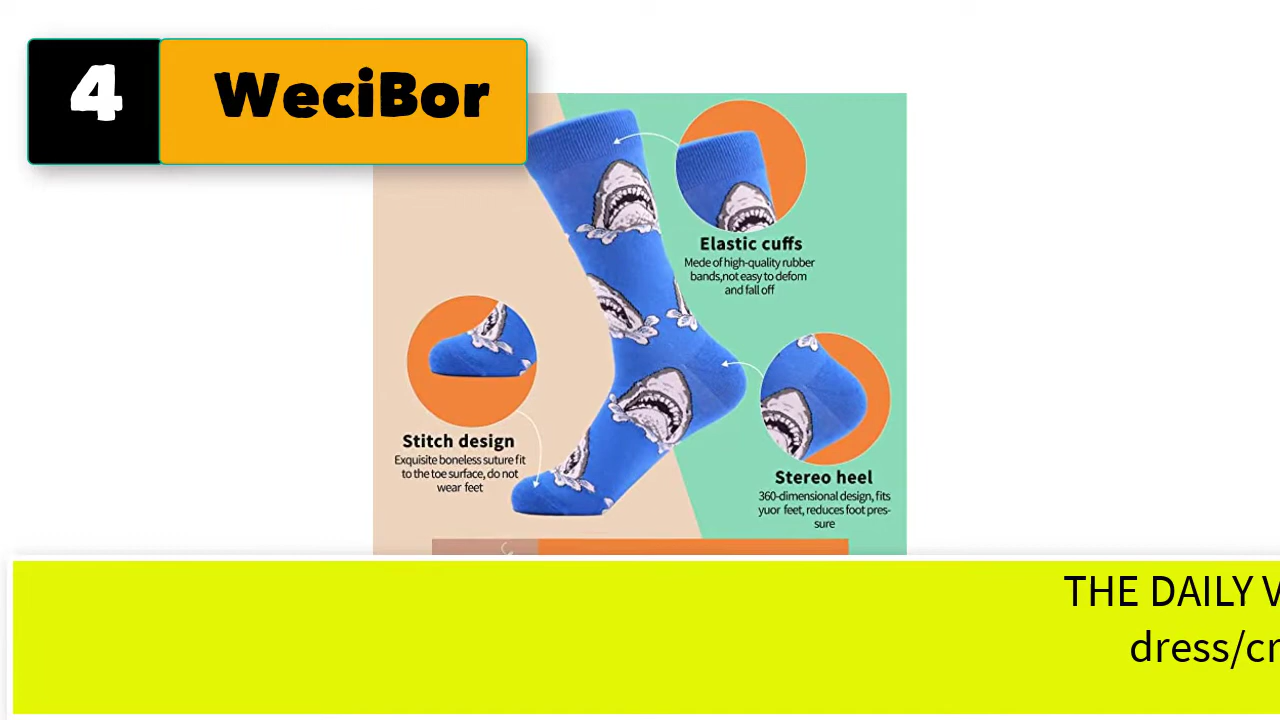 4 WeciBor
Elastic cuffs
Mede of high-quality rubber
bands,not easy to defom
and fall off
Stitch design
Exquisite boneless suture fit
to the toe surface, do not
wear feet
Stereo heel
360-dimensional design, fits
yuor feet, reduces foot pres-
sure
THE DAILY
dress/cr